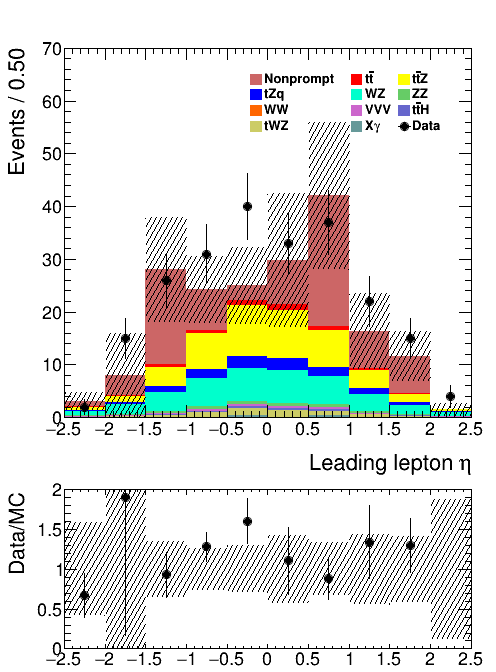 Events / 0.50
70
60
50
40
30
20
10
0
Nonprompt tt̄ tt̄Z
tZq WZ ZZ
WW VVV tt̄H
tWZ Xγ Data
−2.5 −2 −1.5 −1 −0.5 0 0.5 1 1.5 2 2.5
Leading lepton η
Data/MC
2
1.5
1
0.5
0
−2.5 −2 −1.5 −1 −0.5 0 0.5 1 1.5 2 2.5